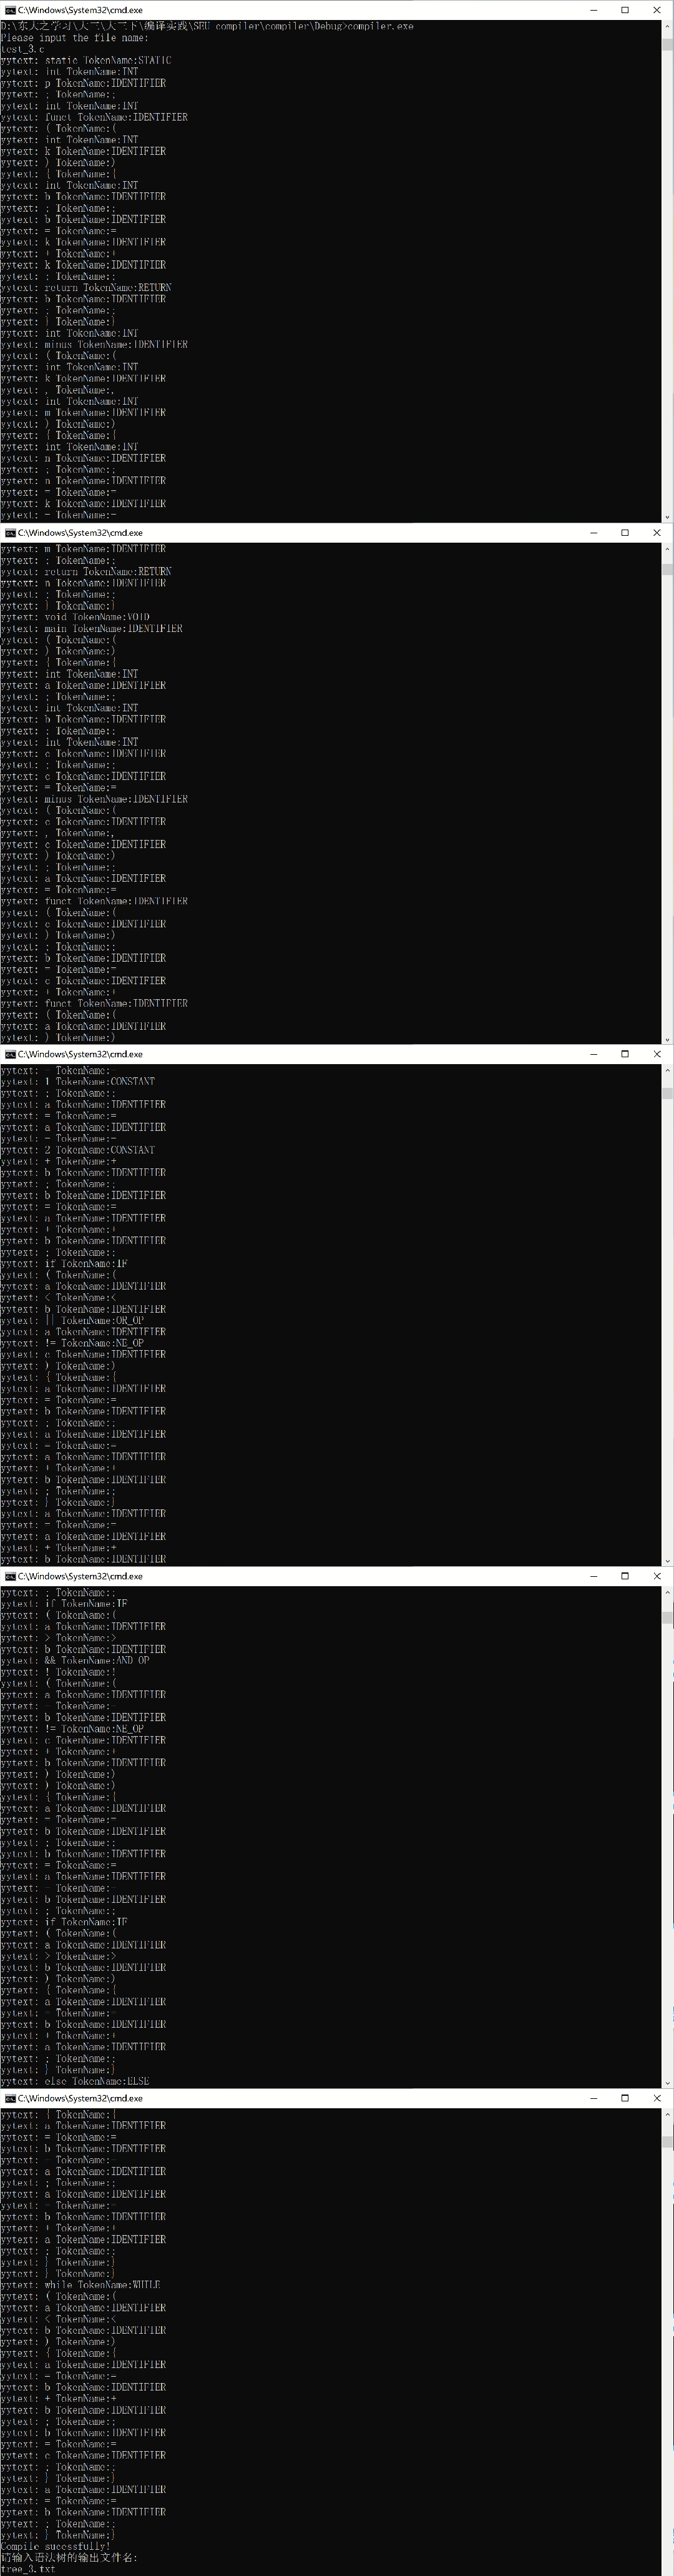 C:\Windows\System32\cmd.exe
D:\东大之学习\大三\大三下\编译实践\SEU compiler\compiler\Debug>compiler.exe
Please input the file name:
test_3.c
yytext: static TokenName:STATIC
yytext: int TokenName:INT
yytext: p TokenName:IDENTIFIER
yytext: ; TokenName:;
yytext: int TokenName:INT
yytext: funct TokenName:IDENTIFIER
yytext: ( TokenName:(
yytext: int TokenName:INT
yytext: k TokenName:IDENTIFIER
yytext: ) TokenName:)
yytext: { TokenName:{
yytext: int TokenName:INT
yytext: b TokenName:IDENTIFIER
yytext: ; TokenName:;
yytext: b TokenName:IDENTIFIER
yytext: = TokenName:=
yytext: k TokenName:IDENTIFIER
yytext: + TokenName:+
yytext: k TokenName:IDENTIFIER
yytext: ; TokenName:;
yytext: return TokenName:RETURN
yytext: b TokenName:IDENTIFIER
yytext: ; TokenName:;
yytext: } TokenName:}
yytext: int TokenName:INT
yytext: minus TokenName:IDENTIFIER
yytext: ( TokenName:(
yytext: int TokenName:INT
yytext: k TokenName:IDENTIFIER
yytext: , TokenName:,
yytext: int TokenName:INT
yytext: m TokenName:IDENTIFIER
yytext: ) TokenName:)
yytext: { TokenName:{
yytext: int TokenName:INT
yytext: n TokenName:IDENTIFIER
yytext: ; TokenName:;
yytext: n TokenName:IDENTIFIER
yytext: = TokenName:=
yytext: k TokenName:IDENTIFIER
yytext: - TokenName:-
C:\Windows\System32\cmd.exe
yytext: m TokenName:IDENTIFIER
yytext: ; TokenName:;
yytext: return TokenName:RETURN
yytext: n TokenName:IDENTIFIER
yytext: ; TokenName:;
yytext: } TokenName:}
yytext: void TokenName:VOID
yytext: main TokenName:IDENTIFIER
yytext: ( TokenName:(
yytext: ) TokenName:)
yytext: { TokenName:{
yytext: int TokenName:INT
yytext: a TokenName:IDENTIFIER
yytext: ; TokenName:;
yytext: int TokenName:INT
yytext: b TokenName:IDENTIFIER
yytext: ; TokenName:;
yytext: int TokenName:INT
yytext: c TokenName:IDENTIFIER
yytext: ; TokenName:;
yytext: c TokenName:IDENTIFIER
yytext: = TokenName:=
yytext: minus TokenName:IDENTIFIER
yytext: ( TokenName:(
yytext: c TokenName:IDENTIFIER
yytext: , TokenName:,
yytext: c TokenName:IDENTIFIER
yytext: ) TokenName:)
yytext: ; TokenName:;
yytext: a TokenName:IDENTIFIER
yytext: = TokenName:=
yytext: funct TokenName:IDENTIFIER
yytext: ( TokenName:(
yytext: c TokenName:IDENTIFIER
yytext: ) TokenName:)
yytext: ; TokenName:;
yytext: b TokenName:IDENTIFIER
yytext: = TokenName:=
yytext: c TokenName:IDENTIFIER
yytext: + TokenName:+
yytext: funct TokenName:IDENTIFIER
yytext: ( TokenName:(
yytext: a TokenName:IDENTIFIER
yytext: ) TokenName:)
C:\Windows\System32\cmd.exe
yytext: - TokenName:-
yytext: 1 TokenName:CONSTANT
yytext: ; TokenName:;
yytext: a TokenName:IDENTIFIER
yytext: = TokenName:=
yytext: a TokenName:IDENTIFIER
yytext: - TokenName:-
yytext: 2 TokenName:CONSTANT
yytext: + TokenName:+
yytext: b TokenName:IDENTIFIER
yytext: ; TokenName:;
yytext: b TokenName:IDENTIFIER
yytext: = TokenName:=
yytext: a TokenName:IDENTIFIER
yytext: + TokenName:+
yytext: b TokenName:IDENTIFIER
yytext: ; TokenName:;
yytext: if TokenName:IF
yytext: ( TokenName:(
yytext: a TokenName:IDENTIFIER
yytext: < TokenName:<
yytext: b TokenName:IDENTIFIER
yytext: || TokenName:OR_OP
yytext: a TokenName:IDENTIFIER
yytext: != TokenName:NE_OP
yytext: c TokenName:IDENTIFIER
yytext: ) TokenName:)
yytext: { TokenName:{
yytext: a TokenName:IDENTIFIER
yytext: = TokenName:=
yytext: b TokenName:IDENTIFIER
yytext: ; TokenName:;
yytext: a TokenName:IDENTIFIER
yytext: = TokenName:=
yytext: a TokenName:IDENTIFIER
yytext: + TokenName:+
yytext: b TokenName:IDENTIFIER
yytext: ; TokenName:;
yytext: } TokenName:}
yytext: a TokenName:IDENTIFIER
yytext: = TokenName:=
yytext: a TokenName:IDENTIFIER
yytext: + TokenName:+
yytext: b TokenName:IDENTIFIER
C:\Windows\System32\cmd.exe
yytext: ; TokenName:;
yytext: if TokenName:IF
yytext: ( TokenName:(
yytext: a TokenName:IDENTIFIER
yytext: > TokenName:>
yytext: b TokenName:IDENTIFIER
yytext: && TokenName:AND_OP
yytext: ! TokenName:!
yytext: ( TokenName:(
yytext: a TokenName:IDENTIFIER
yytext: - TokenName:-
yytext: b TokenName:IDENTIFIER
yytext: != TokenName:NE_OP
yytext: c TokenName:IDENTIFIER
yytext: + TokenName:+
yytext: b TokenName:IDENTIFIER
yytext: ) TokenName:)
yytext: ) TokenName:)
yytext: { TokenName:{
yytext: a TokenName:IDENTIFIER
yytext: = TokenName:=
yytext: b TokenName:IDENTIFIER
yytext: ; TokenName:;
yytext: b TokenName:IDENTIFIER
yytext: = TokenName:=
yytext: a TokenName:IDENTIFIER
yytext: - TokenName:-
yytext: b TokenName:IDENTIFIER
yytext: ; TokenName:;
yytext: if TokenName:IF
yytext: ( TokenName:(
yytext: a TokenName:IDENTIFIER
yytext: > TokenName:>
yytext: b TokenName:IDENTIFIER
yytext: ) TokenName:)
yytext: { TokenName:{
yytext: a TokenName:IDENTIFIER
yytext: = TokenName:=
yytext: b TokenName:IDENTIFIER
yytext: + TokenName:+
yytext: a TokenName:IDENTIFIER
yytext: ; TokenName:;
yytext: } TokenName:}
yytext: else TokenName:ELSE
C:\Windows\System32\cmd.exe
yytext: { TokenName:{
yytext: a TokenName:IDENTIFIER
yytext: = TokenName:=
yytext: b TokenName:IDENTIFIER
yytext: - TokenName:-
yytext: a TokenName:IDENTIFIER
yytext: ; TokenName:;
yytext: a TokenName:IDENTIFIER
yytext: = TokenName:=
yytext: b TokenName:IDENTIFIER
yytext: + TokenName:+
yytext: a TokenName:IDENTIFIER
yytext: ; TokenName:;
yytext: } TokenName:}
yytext: } TokenName:}
yytext: while TokenName:WHILE
yytext: ( TokenName:(
yytext: a TokenName:IDENTIFIER
yytext: < TokenName:<
yytext: b TokenName:IDENTIFIER
yytext: ) TokenName:)
yytext: { TokenName:{
yytext: a TokenName:IDENTIFIER
yytext: = TokenName:=
yytext: b TokenName:IDENTIFIER
yytext: + TokenName:+
yytext: b TokenName:IDENTIFIER
yytext: ; TokenName:;
yytext: b TokenName:IDENTIFIER
yytext: = TokenName:=
yytext: c TokenName:IDENTIFIER
yytext: ; TokenName:;
yytext: } TokenName:}
yytext: a TokenName:IDENTIFIER
yytext: = TokenName:=
yytext: b TokenName:IDENTIFIER
yytext: ; TokenName:;
yytext: } TokenName:}
Compile successfully!
请输入语法树的输出文件名:
tree_3.txt